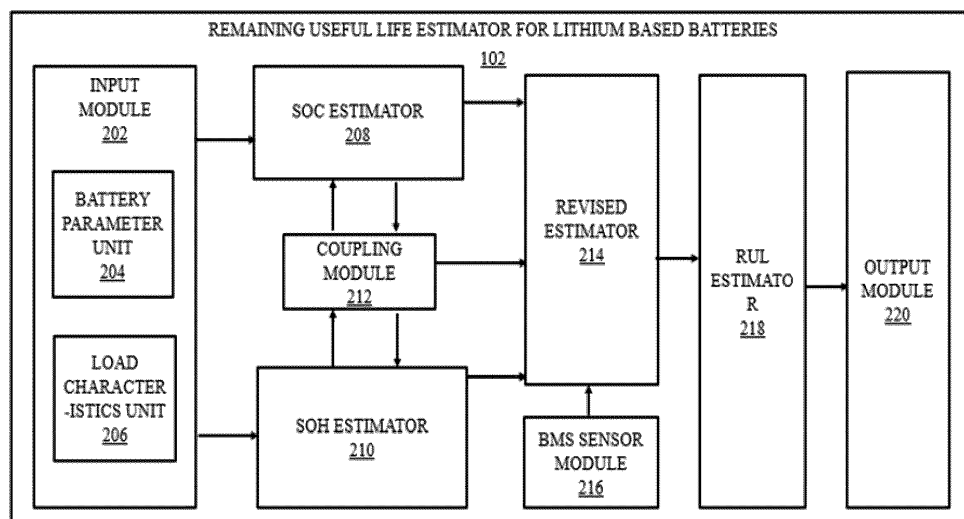 REMAINING USEFUL LIFE ESTIMATOR FOR LITHIUM BASED BATTERIES
102
INPUT
MODULE
202
BATTERY
PARAMETER
UNIT
204
LOAD
CHARACTER
-ISTICS UNIT
206
SOC ESTIMATOR
208
COUPLING
MODULE
212
SOH ESTIMATOR
210
REVISED
ESTIMATOR
214
BMS SENSOR
MODULE
216
RUL
ESTIMATO
R
218
OUTPUT
MODULE
220